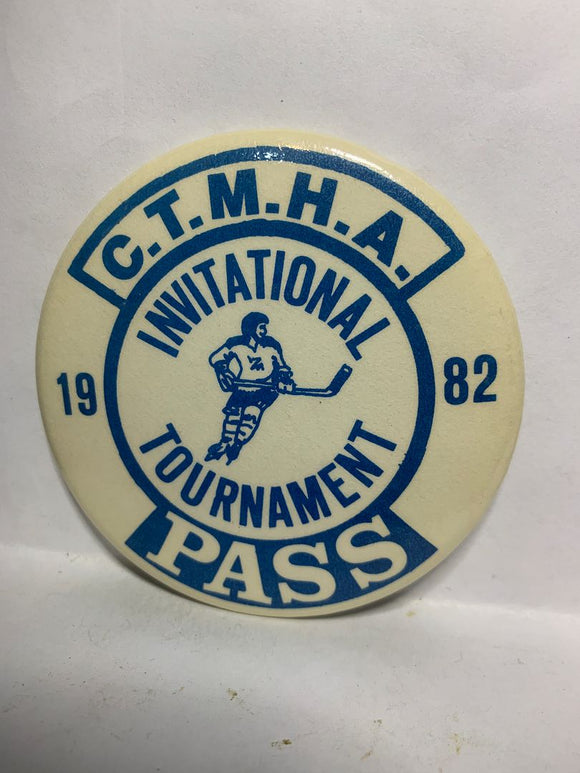 C.T.M.H.A.
INVITATIONAL
19 82
TOURNAMENT
PASS